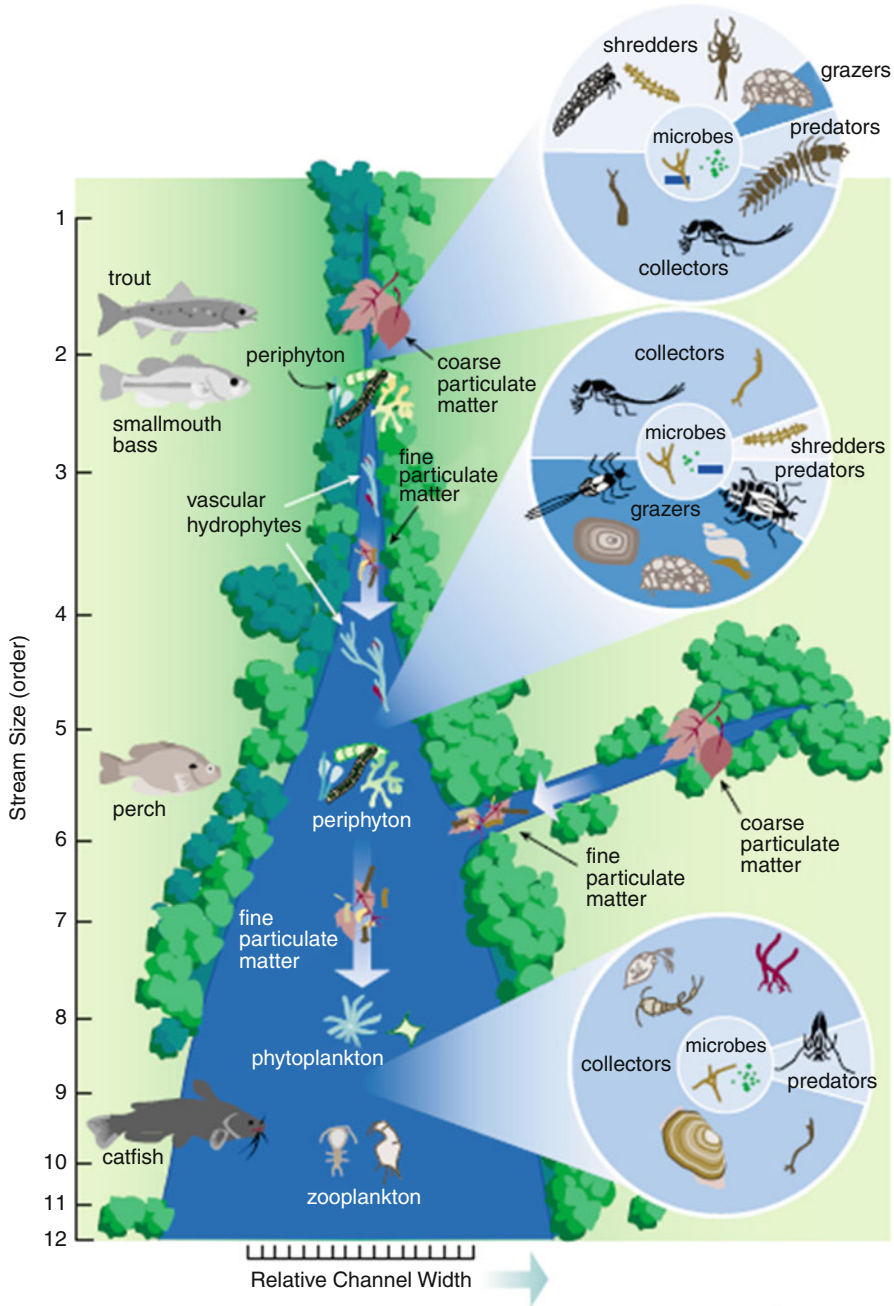 shredders
grazers
predators
microbes
collectors
1
trout
2
periphyton
coarse
particulate
matter
smallmouth
bass
collectors
microbes
shredders
predators
grazers
3
fine
particulate
matter
vascular
hydrophytes
4
Stream Size (order)
5
perch
periphyton
6
fine
particulate
matter
coarse
particulate
matter
7
fine
particulate
matter
8
phytoplankton
collectors
microbes
predators
9
catfish
10
zooplankton
11
12
Relative Channel Width